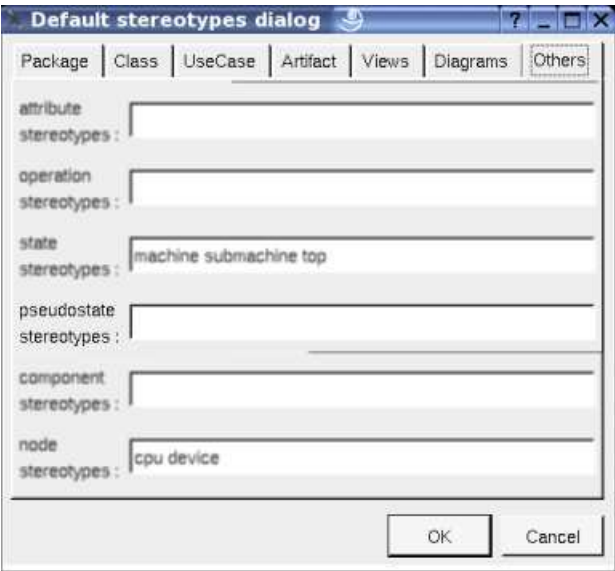 Default stereotypes dialog ?
Package Class UseCase Artifact Views Diagrams Others
attribute
stereotypes :
operation
stereotypes :
state
stereotypes :
machine submachine top
pseudostate
stereotypes :
component
stereotypes :
node
stereotypes :
cpu device
OK Cancel